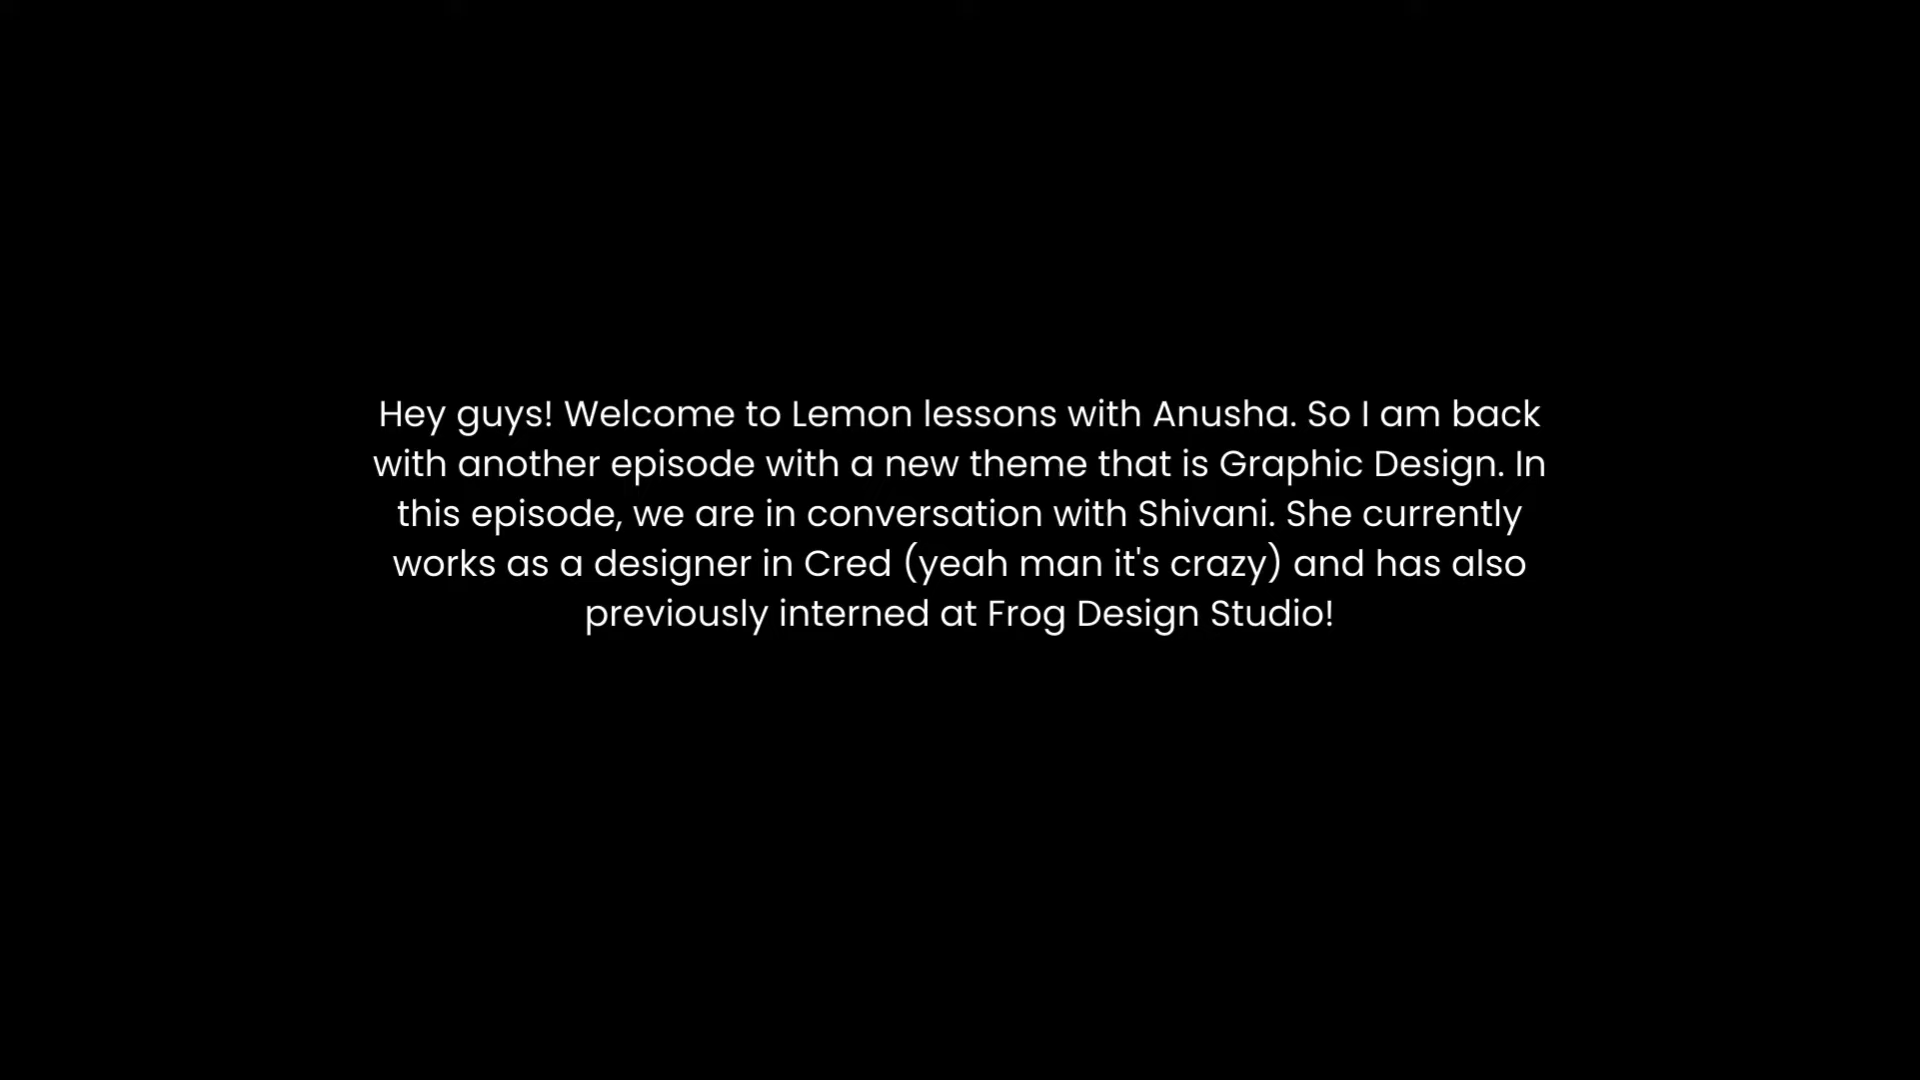 Hey guys! Welcome to Lemon lessons with Anusha. So I am back
with another episode with a new theme that is Graphic Design. In
this episode, we are in conversation with Shivani. She currently
works as a designer in Cred (yeah man it's crazy) and has also
previously interned at Frog Design Studio!